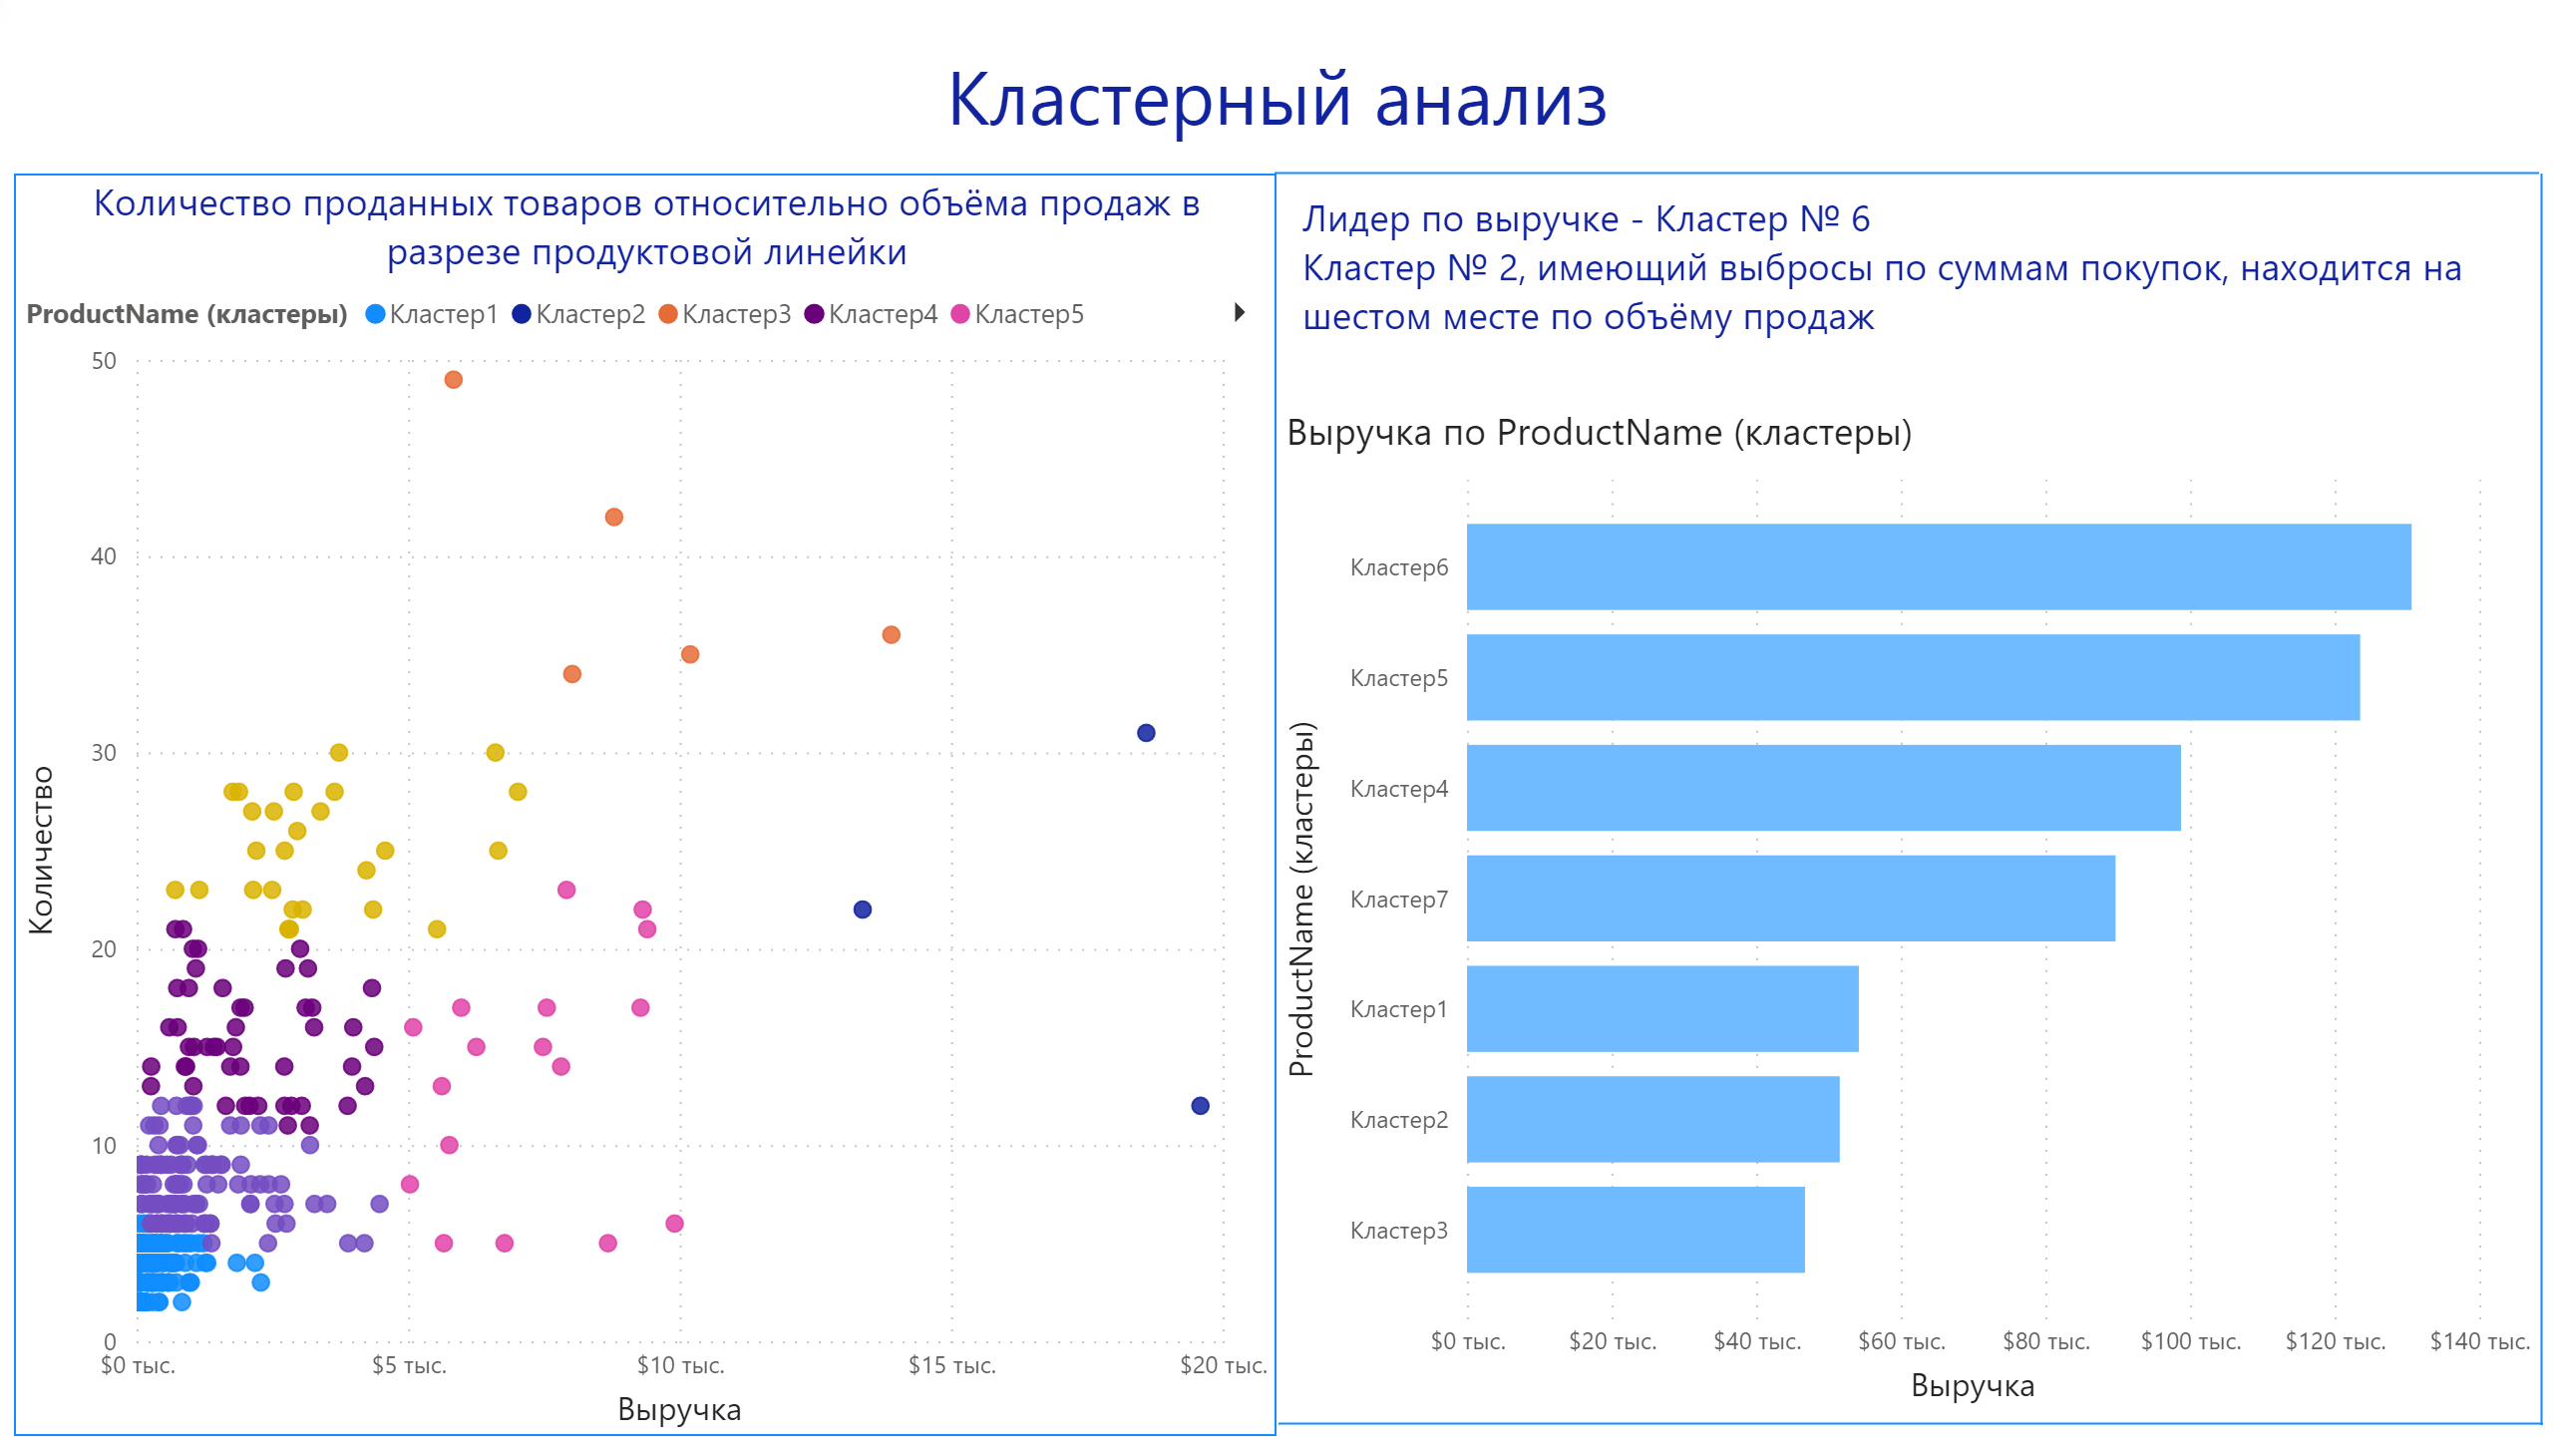 Кластерный анализ
Количество проданных товаров относительно объёма продаж в
разрезе продуктовой линейки
ProductName (кластеры) Кластер1 Кластер2 Кластер3 Кластер4 Кластер5
50
40
30
20
10
0
Количество
$0 тыс. $5 тыс. $10 тыс. $15 тыс. $20 тыс.
Выручка
Лидер по выручке - Кластер № 6
Кластер № 2, имеющий выбросы по суммам покупок, находится на
шестом месте по объёму продаж
Выручка по ProductName (кластеры)
ProductName (кластеры)
Кластер6
Кластер5
Кластер4
Кластер7
Кластер1
Кластер2
Кластер3
$0 тыс. $20 тыс. $40 тыс. $60 тыс. $80 тыс. $100 тыс. $120 тыс. $140 тыс.
Выручка